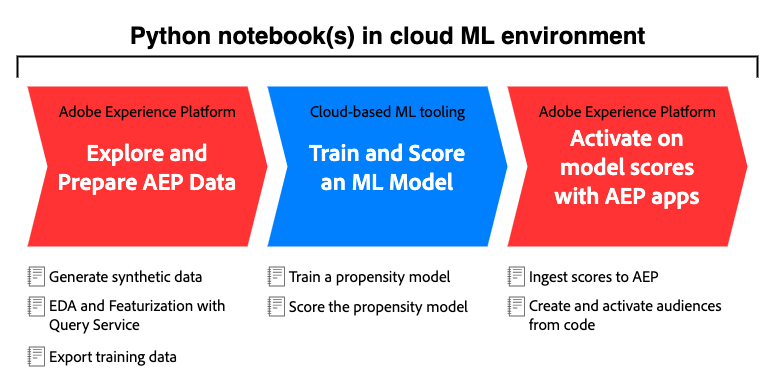 Python notebook(s) in cloud ML environment
Adobe Experience Platform
Explore and
Prepare AEP Data
Cloud-based ML tooling
Train and Score
an ML Model
Adobe Experience Platform
Activate on
model scores
with AEP apps
Generate synthetic data
EDA and Featurization with
Query Service
Export training data
Train a propensity model
Score the propensity model
Ingest scores to AEP
Create and activate audiences
from code